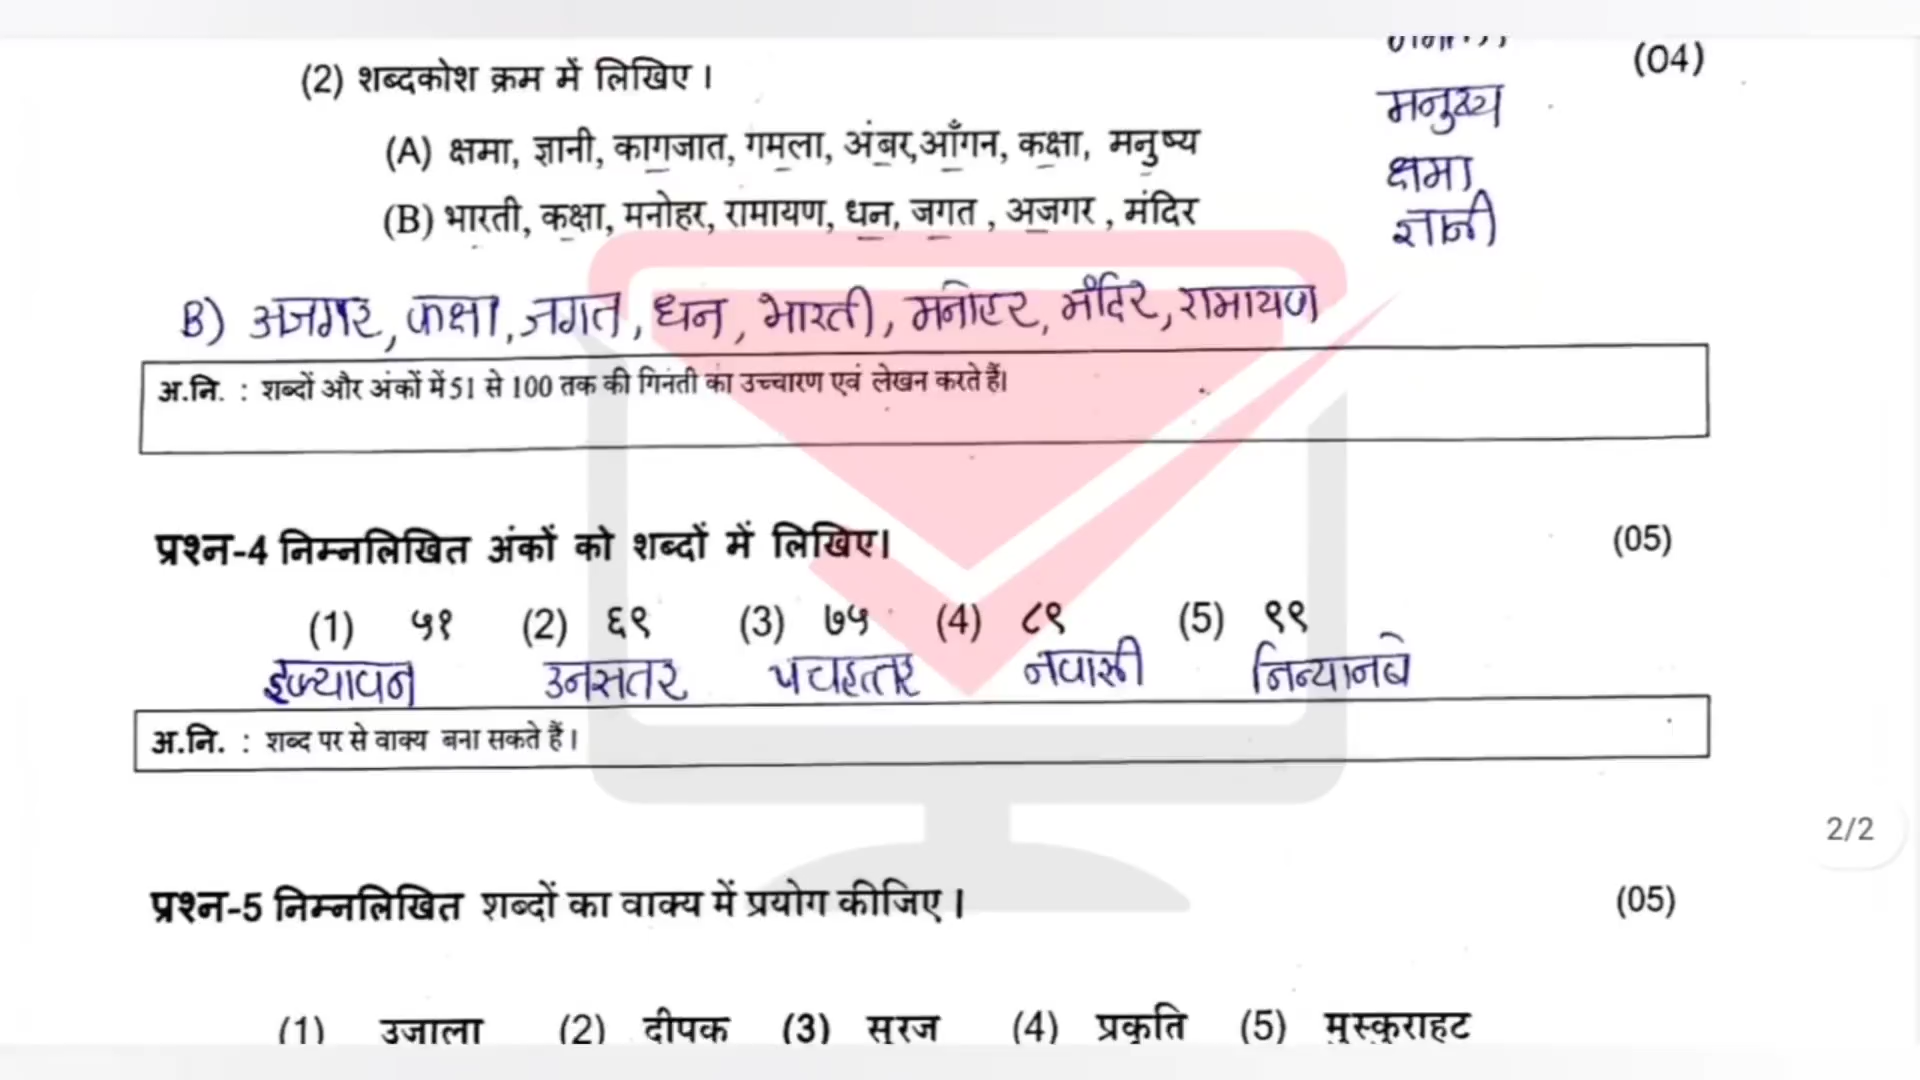 (2) शब्दकोश क्रम में लिखिए। (04)
मनुष्य
(A) क्षमा, ज्ञानी, कागजात, गमला, अंबर,आँगन, कक्षा, मनुष्य
क्षमा
(B) भारती, कक्षा, मनोहर, रामायण, धन, जगत , अजगर , मंदिर
ज्ञानी
B) अजगर, कक्षा, जगत, धन, भारती, मनोहर, मंदिर, रामायण
अ.नि. : शब्दों और अंकों में 51 से 100 तक की गिनती का उच्चारण एवं लेखन करते हैं।
प्रश्न-4 निम्नलिखित अंकों को शब्दों में लिखिए। (05)
(1) ५१ (2) ६९ (3) ७५ (4) ८९ (5) ९९
इक्यावन उनसतर पचहत्तर नवासी निन्यानबे
अ.नि. : शब्द पर से वाक्य बना सकते हैं।
2/2
प्रश्न-5 निम्नलिखित शब्दों का वाक्य में प्रयोग कीजिए। (05)
(1) उजाला (2) दीपक (3) सूरज (4) प्रकृति (5) मुस्कुराहट